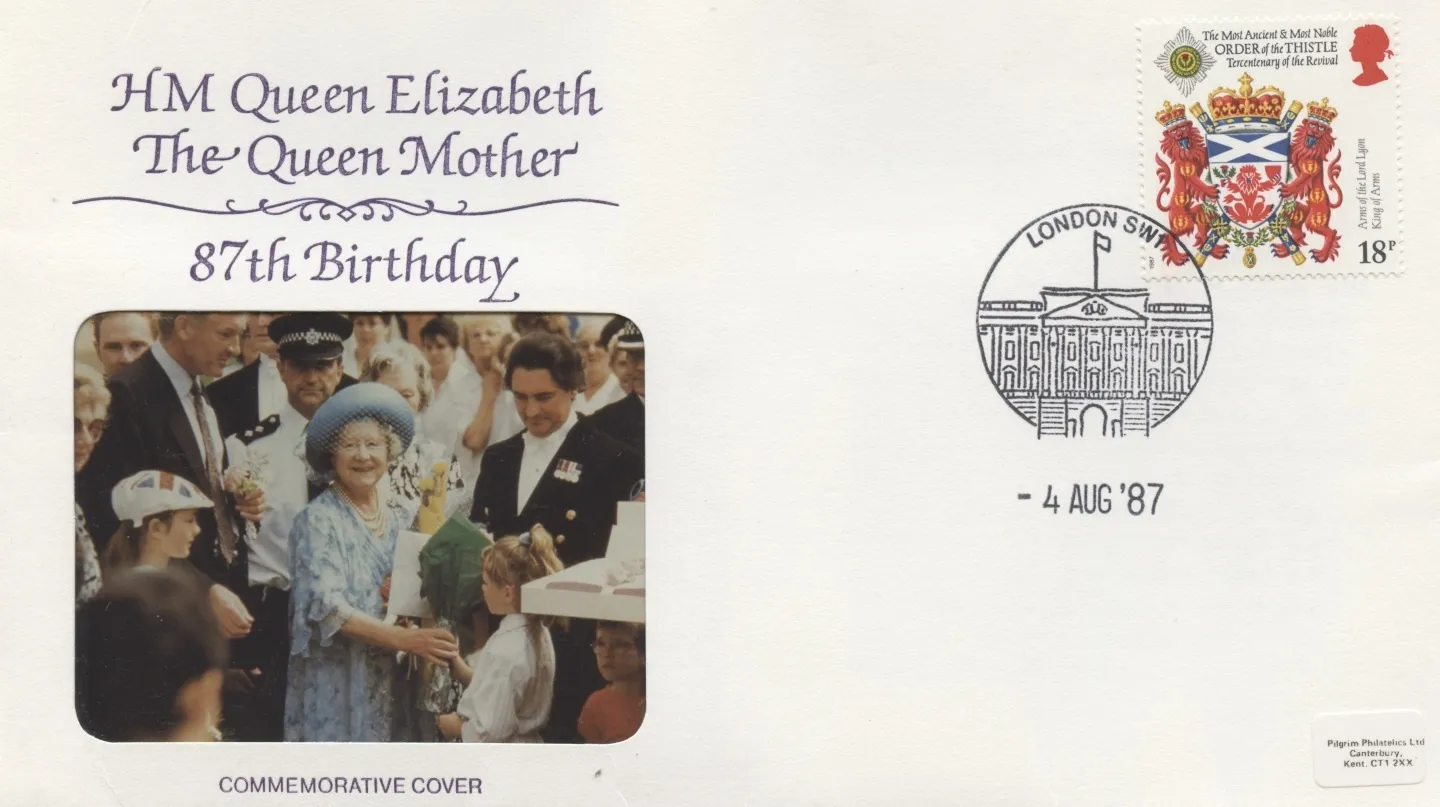 HM Queen Elizabeth
The Queen Mother
87th Birthday
COMMEMORATIVE COVER
The Most Ancient & Most Noble
ORDER of the THISTLE
Tercentenary of the Revival
Arms of the Lord Lyon
King of Arms
18P
1987
LONDON SW1
- 4 AUG '87
Pilgrim Philatelics Ltd
Canterbury,
Kent. CT1 2XX